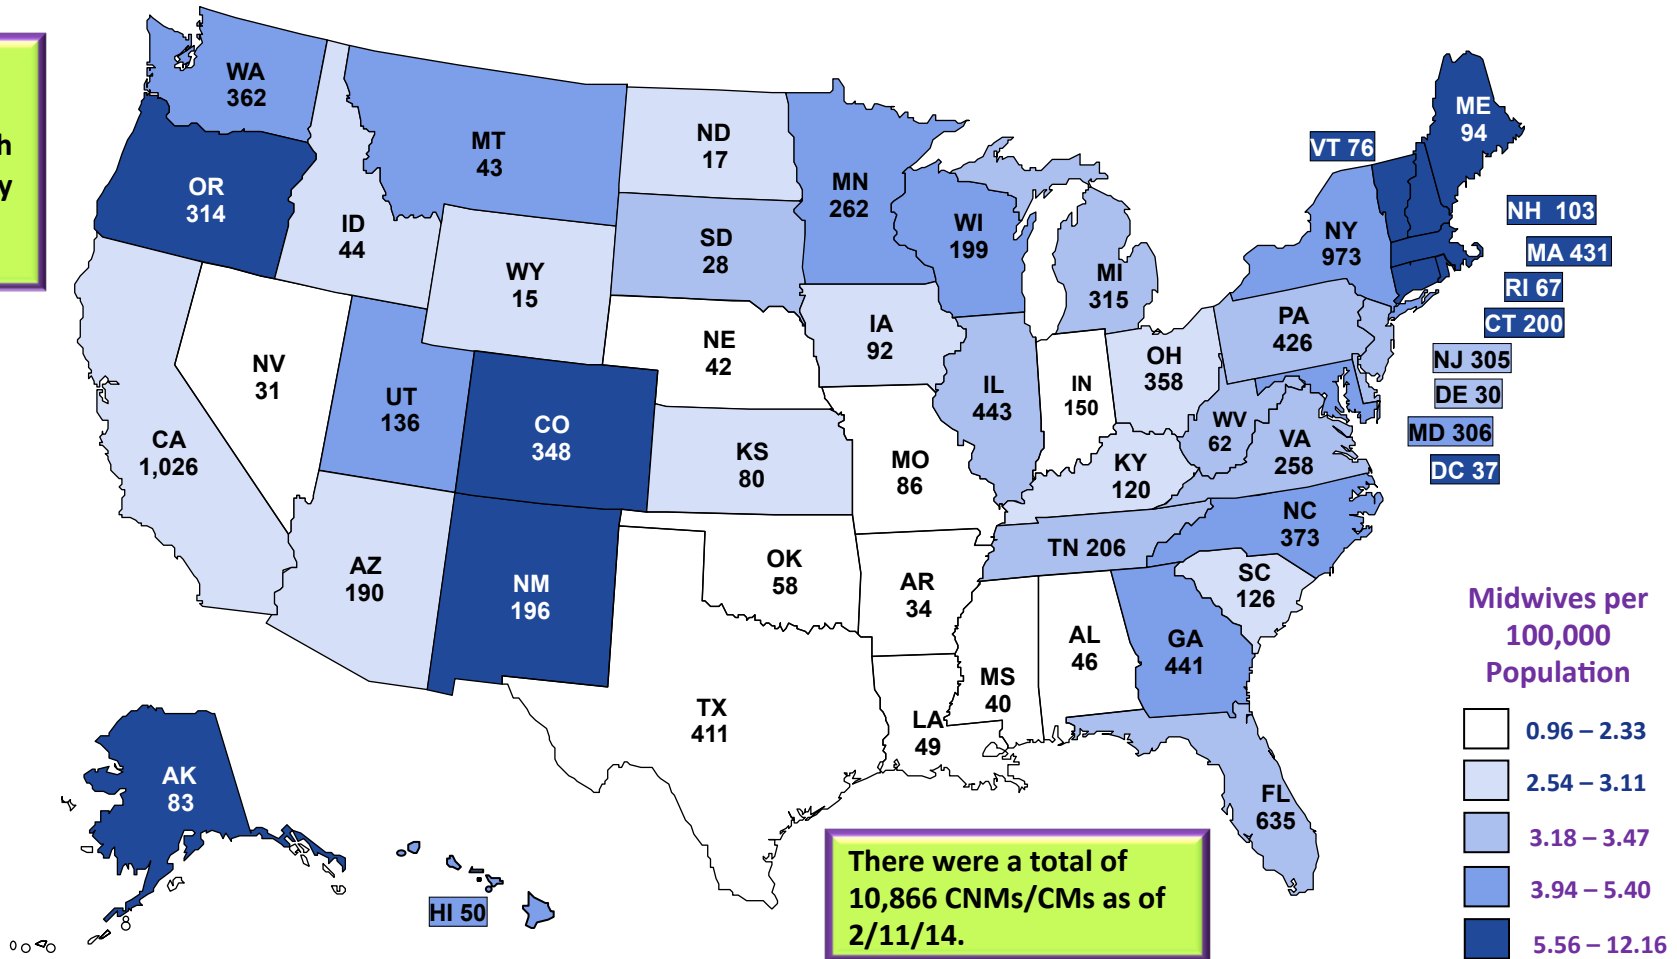 h
y
WA
362
OR
314
MT
43
ID
44
WY
15
ND
17
SD
28
NE
42
MN
262
WI
199
MI
315
IA
92
IL
443
IN
150
OH
358
NV
31
UT
136
CO
348
KS
80
MO
86
KY
120
WV
62
VA
258
PA
426
NY
973
VT 76
ME
94
NH 103
MA 431
RI 67
CT 200
NJ 305
DE 30
MD 306
DC 37
CA
1,026
AZ
190
NM
196
OK
58
AR
34
TN 206
NC
373
SC
126
TX
411
LA
49
MS
40
AL
46
GA
441
FL
635
AK
83
HI 50
There were a total of
10,866 CNMs/CMs as of
2/11/14.
Midwives per
100,000
Population
0.96 – 2.33
2.54 – 3.11
3.18 – 3.47
3.94 – 5.40
5.56 – 12.16